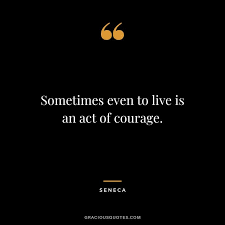 Sometimes even to live is
an act of courage.
SENECA
GRACIOUSQUOTES.COM